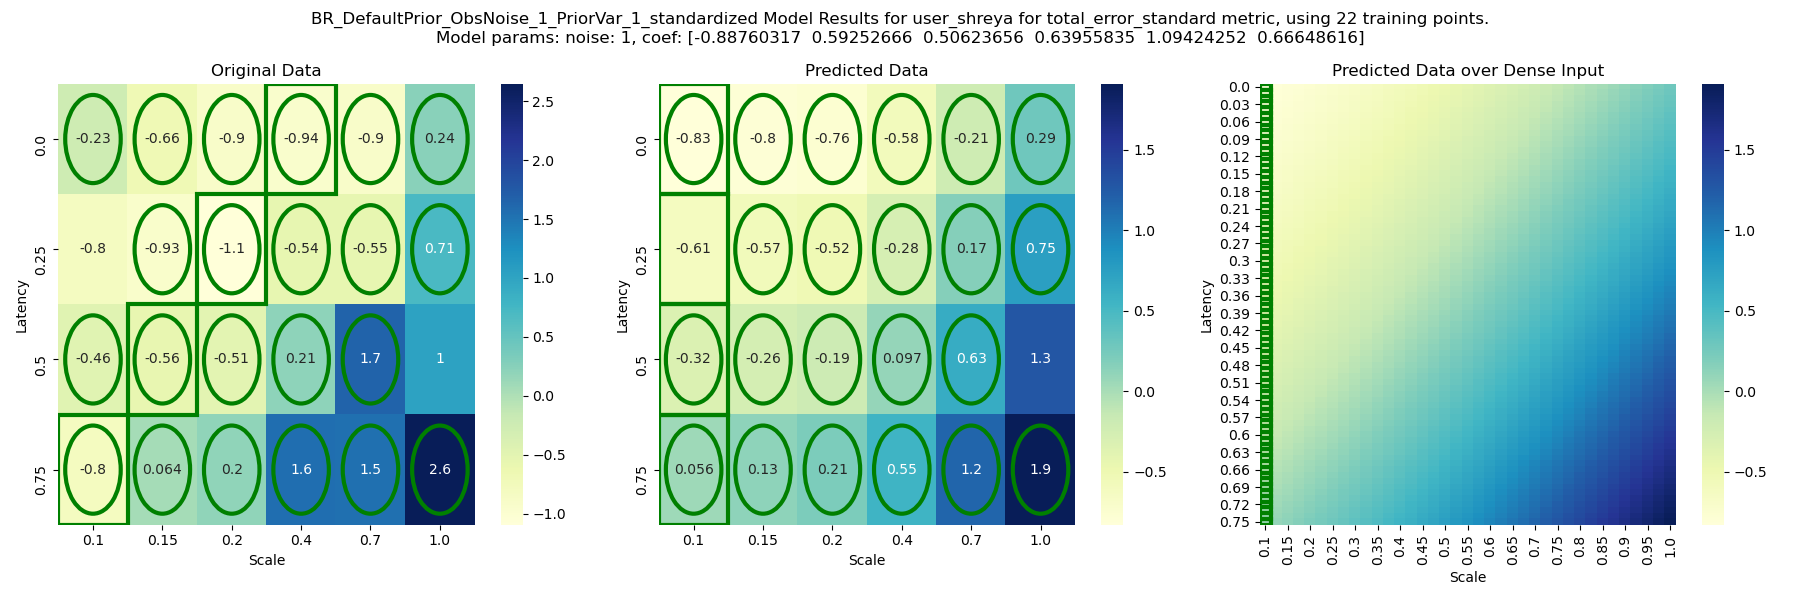 BR_DefaultPrior_ObsNoise_1_PriorVar_1_standardized Model Results for user_shreya for total_error_standard metric, using 22 training points.
Model params: noise: 1, coef: [-0.88760317  0.59252666  0.50623656  0.63955835  1.09424252  0.66648616]
Original Data
Latency
0.0 -0.23 -0.66 -0.9 -0.94 -0.9 0.24
0.25 -0.8 -0.93 -1.1 -0.54 -0.55 0.71
0.5 -0.46 -0.56 -0.51 0.21 1.7 1
0.75 -0.8 0.064 0.2 1.6 1.5 2.6
0.1 0.15 0.2 0.4 0.7 1.0
Scale
2.5
2.0
1.5
1.0
0.5
0.0
−0.5
−1.0
Predicted Data
Latency
0.0 -0.83 -0.8 -0.76 -0.58 -0.21 0.29
0.25 -0.61 -0.57 -0.52 -0.28 0.17 0.75
0.5 -0.32 -0.26 -0.19 0.097 0.63 1.3
0.75 0.056 0.13 0.21 0.55 1.2 1.9
0.1 0.15 0.2 0.4 0.7 1.0
Scale
1.5
1.0
0.5
0.0
−0.5
Predicted Data over Dense Input
Latency
0.0
0.03
0.06
0.09
0.12
0.15
0.18
0.21
0.24
0.27
0.3
0.33
0.36
0.39
0.42
0.45
0.48
0.51
0.54
0.57
0.6
0.63
0.66
0.69
0.72
0.75
0.1 0.15 0.2 0.25 0.3 0.35 0.4 0.45 0.5 0.55 0.6 0.65 0.7 0.75 0.8 0.85 0.9 0.95 1.0
Scale
1.5
1.0
0.5
0.0
−0.5